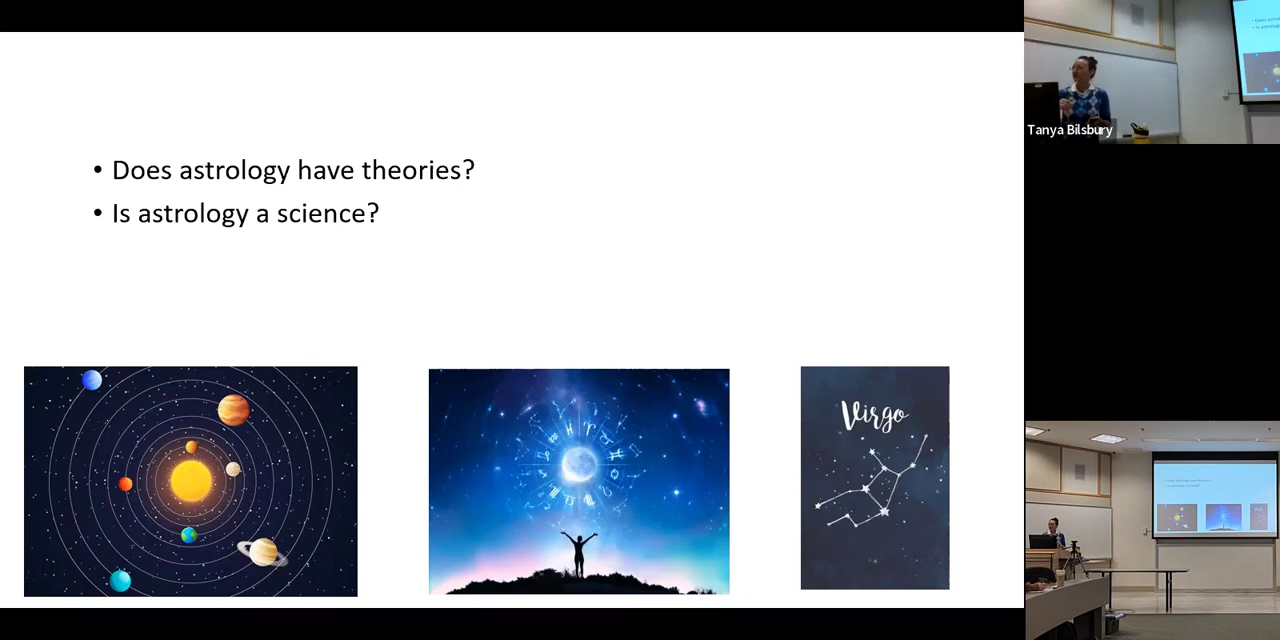 • Does astrology have theories?
• Is astrology a science?
Virgo
Tanya Bilsbury